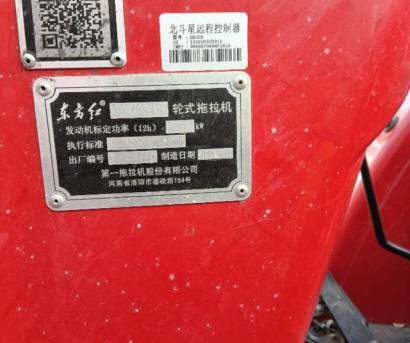 北斗星远程控制器
东方红 轮式拖拉机
发动机标定功率（12h） kW
执行标准
出厂编号 制造日期
第一拖拉机股份有限公司
河南省洛阳市建设路154号